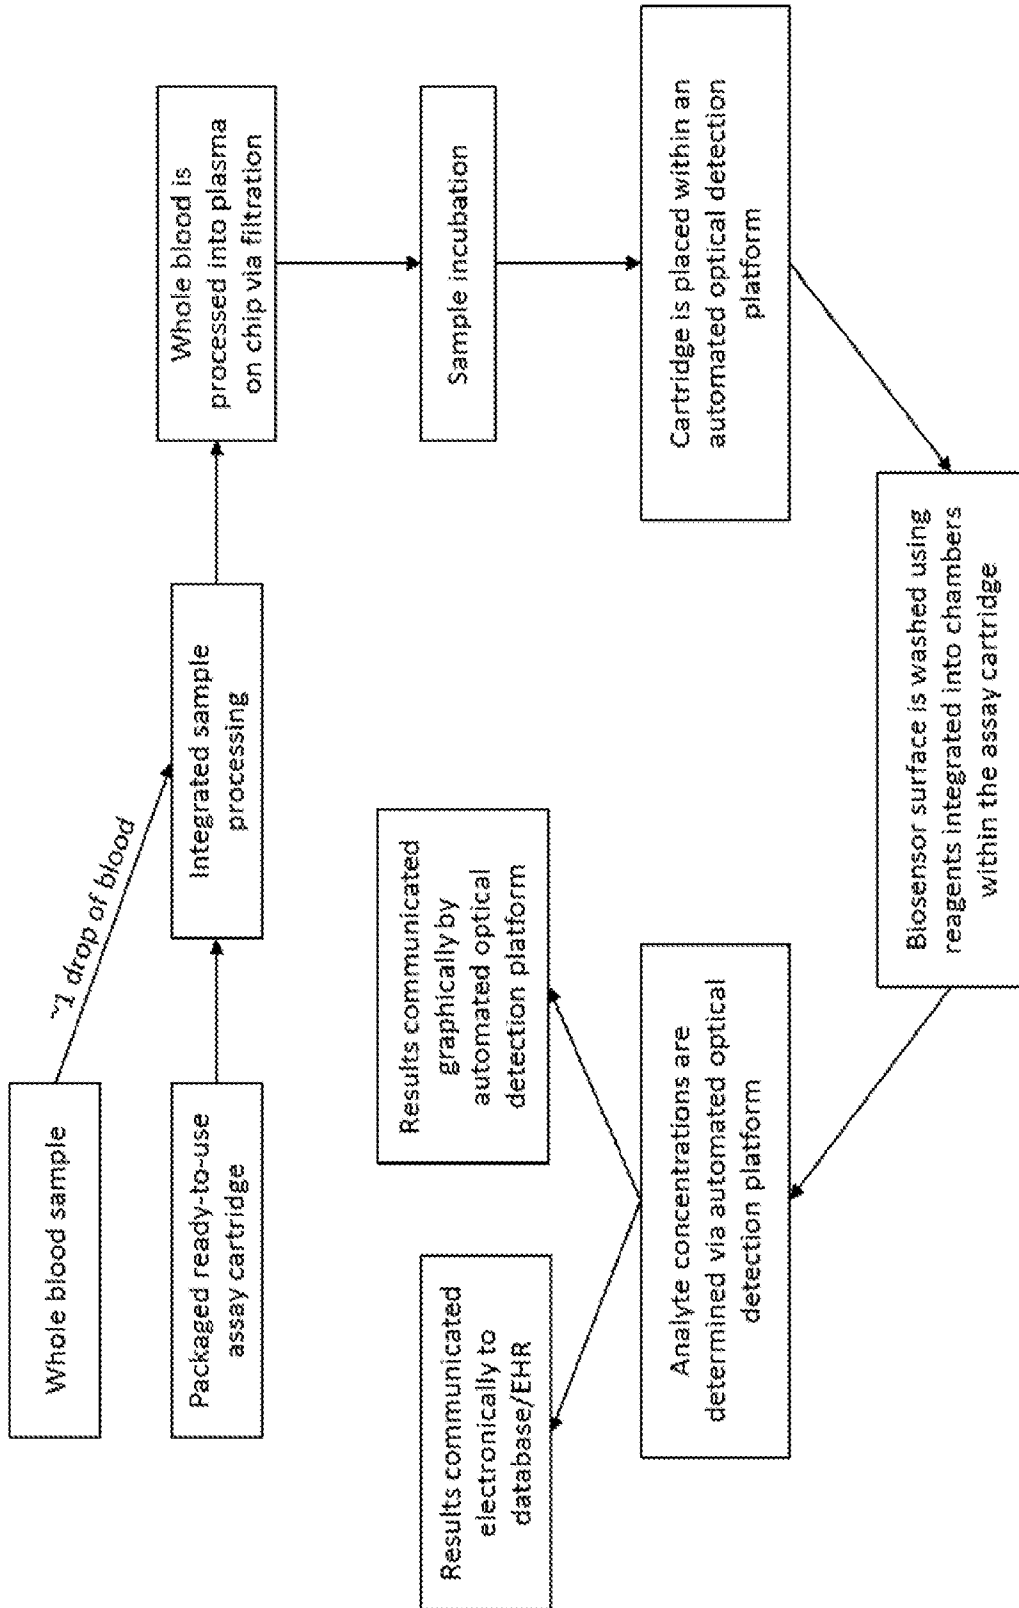 Whole blood sample
~1 drop of blood
Packaged ready-to-use
assay cartridge
Integrated sample
processing
Whole blood is
processed into plasma
on chip via filtration
Sample incubation
Cartridge is placed within an
automated optical detection
platform
Biosensor surface is washed using
reagents integrated into chambers
within the assay cartridge
Analyte concentrations are
determined via automated optical
detection platform
Results communicated
electronically to
database/EHR
Results communicated
graphically by
automated optical
detection platform